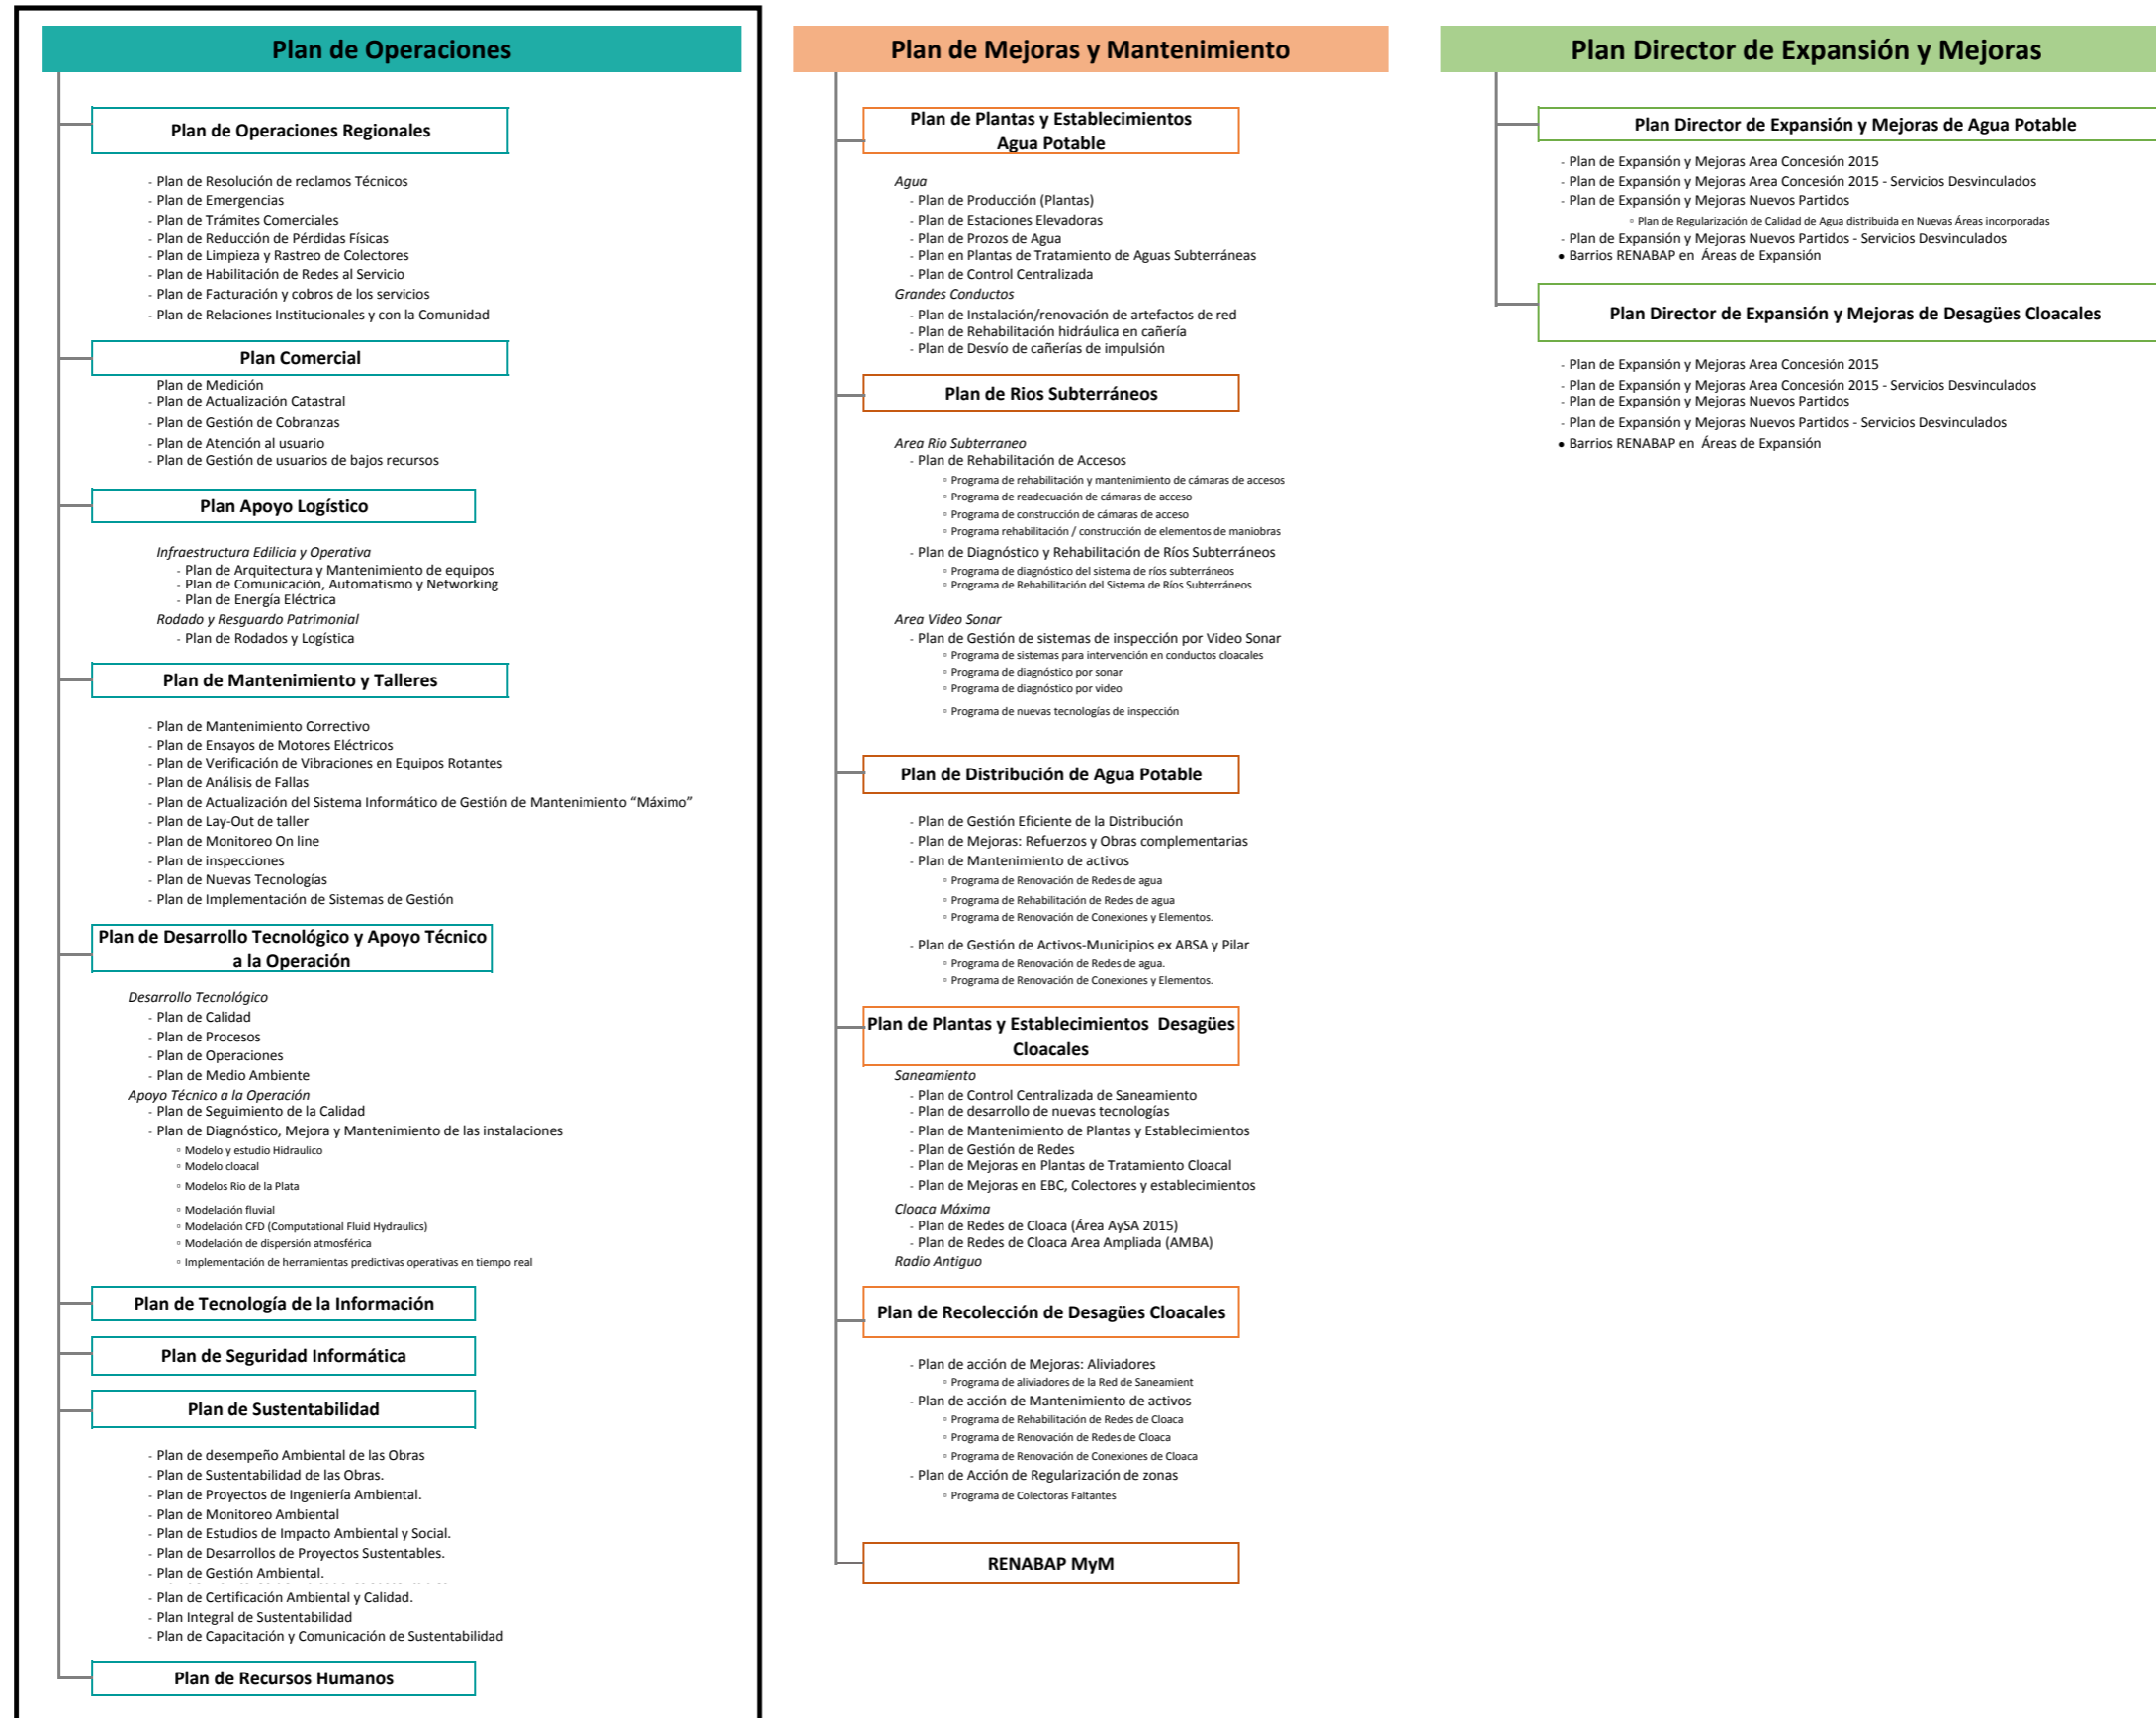 Plan de Operaciones
Plan de Operaciones Regionales
- Plan de Resolución de reclamos Técnicos
- Plan de Emergencias
- Plan de Trámites Comerciales
- Plan de Reducción de Pérdidas Físicas
- Plan de Limpieza y Rastreo de Colectores
- Plan de Habilitación de Redes al Servicio
- Plan de Facturación y cobros de los servicios
- Plan de Relaciones Institucionales y con la Comunidad
Plan Comercial
Plan de Medición
- Plan de Actualización Catastral
- Plan de Gestión de Cobranzas
- Plan de Atención al usuario
- Plan de Gestión de usuarios de bajos recursos
Plan Apoyo Logístico
Infraestructura Edilicia y Operativa
- Plan de Arquitectura y Mantenimiento de equipos
- Plan de Comunicación, Automatismo y Networking
- Plan de Energía Eléctrica
Rodado y Resguardo Patrimonial
- Plan de Rodados y Logística
Plan de Mantenimiento y Talleres
- Plan de Mantenimiento Correctivo
- Plan de Ensayos de Motores Eléctricos
- Plan de Verificación de Vibraciones en Equipos Rotantes
- Plan de Análisis de Fallas
- Plan de Actualización del Sistema Informático de Gestión de Mantenimiento “Máximo”
- Plan de Lay-Out de taller
- Plan de Monitoreo On line
- Plan de inspecciones
- Plan de Nuevas Tecnologías
- Plan de Implementación de Sistemas de Gestión
Plan de Desarrollo Tecnológico y Apoyo Técnico
a la Operación
Desarrollo Tecnológico
- Plan de Calidad
- Plan de Procesos
- Plan de Operaciones
- Plan de Medio Ambiente
Apoyo Técnico a la Operación
- Plan de Seguimiento de la Calidad
- Plan de Diagnóstico, Mejora y Mantenimiento de las instalaciones
▫ Modelo y estudio Hidraulico
▫ Modelo cloacal
▫ Modelos Rio de la Plata
▫ Modelación fluvial
▫ Modelación CFD (Computational Fluid Hydraulics)
▫ Modelación de dispersión atmosférica
▫ Implementación de herramientas predictivas operativas en tiempo real
Plan de Tecnología de la Información
Plan de Seguridad Informática
Plan de Sustentabilidad
- Plan de desempeño Ambiental de las Obras
- Plan de Sustentabilidad de las Obras.
- Plan de Proyectos de Ingeniería Ambiental.
- Plan de Monitoreo Ambiental
- Plan de Estudios de Impacto Ambiental y Social.
- Plan de Desarrollos de Proyectos Sustentables.
- Plan de Gestión Ambiental.
- Plan de Certificación Ambiental y Calidad.
- Plan Integral de Sustentabilidad
- Plan de Capacitación y Comunicación de Sustentabilidad
Plan de Recursos Humanos
Plan de Mejoras y Mantenimiento
Plan de Plantas y Establecimientos
Agua Potable
Agua
- Plan de Producción (Plantas)
- Plan de Estaciones Elevadoras
- Plan de Prozos de Agua
- Plan en Plantas de Tratamiento de Aguas Subterráneas
- Plan de Control Centralizada
Grandes Conductos
- Plan de Instalación/renovación de artefactos de red
- Plan de Rehabilitación hidráulica en cañería
- Plan de Desvío de cañerías de impulsión
Plan de Rios Subterráneos
Area Rio Subterraneo
- Plan de Rehabilitación de Accesos
▫ Programa de rehabilitación y mantenimiento de cámaras de accesos
▫ Programa de readecuación de cámaras de acceso
▫ Programa de construcción de cámaras de acceso
▫ Programa rehabilitación / construcción de elementos de maniobras
- Plan de Diagnóstico y Rehabilitación de Ríos Subterráneos
▫ Programa de diagnóstico del sistema de ríos subterráneos
▫ Programa de Rehabilitación del Sistema de Ríos Subterráneos
Area Video Sonar
- Plan de Gestión de sistemas de inspección por Video Sonar
▫ Programa de sistemas para intervención en conductos cloacales
▫ Programa de diagnóstico por sonar
▫ Programa de diagnóstico por video
▫ Programa de nuevas tecnologías de inspección
Plan de Distribución de Agua Potable
- Plan de Gestión Eficiente de la Distribución
- Plan de Mejoras: Refuerzos y Obras complementarias
- Plan de Mantenimiento de activos
▫ Programa de Renovación de Redes de agua
▫ Programa de Rehabilitación de Redes de agua
▫ Programa de Renovación de Conexiones y Elementos.
- Plan de Gestión de Activos-Municipios ex ABSA y Pilar
▫ Programa de Renovación de Redes de agua.
▫ Programa de Renovación de Conexiones y Elementos.
Plan de Plantas y Establecimientos Desagües
Cloacales
Saneamiento
- Plan de Control Centralizada de Saneamiento
- Plan de desarrollo de nuevas tecnologías
- Plan de Mantenimiento de Plantas y Establecimientos
- Plan de Gestión de Redes
- Plan de Mejoras en Plantas de Tratamiento Cloacal
- Plan de Mejoras en EBC, Colectores y establecimientos
Cloaca Máxima
- Plan de Redes de Cloaca (Área AySA 2015)
- Plan de Redes de Cloaca Area Ampliada (AMBA)
Radio Antiguo
Plan de Recolección de Desagües Cloacales
- Plan de acción de Mejoras: Aliviadores
▫ Programa de aliviadores de la Red de Saneamient
- Plan de acción de Mantenimiento de activos
▫ Programa de Rehabilitación de Redes de Cloaca
▫ Programa de Renovación de Redes de Cloaca
▫ Programa de Renovación de Conexiones de Cloaca
- Plan de Acción de Regularización de zonas
▫ Programa de Colectoras Faltantes
RENABAP MyM
Plan Director de Expansión y Mejoras
Plan Director de Expansión y Mejoras de Agua Potable
- Plan de Expansión y Mejoras Area Concesión 2015
- Plan de Expansión y Mejoras Area Concesión 2015 - Servicios Desvinculados
- Plan de Expansión y Mejoras Nuevos Partidos
▫ Plan de Regularización de Calidad de Agua distribuida en Nuevas Áreas incorporadas
- Plan de Expansión y Mejoras Nuevos Partidos - Servicios Desvinculados
• Barrios RENABAP en Áreas de Expansión
Plan Director de Expansión y Mejoras de Desagües Cloacales
- Plan de Expansión y Mejoras Area Concesión 2015
- Plan de Expansión y Mejoras Area Concesión 2015 - Servicios Desvinculados
- Plan de Expansión y Mejoras Nuevos Partidos
- Plan de Expansión y Mejoras Nuevos Partidos - Servicios Desvinculados
• Barrios RENABAP en Áreas de Expansión